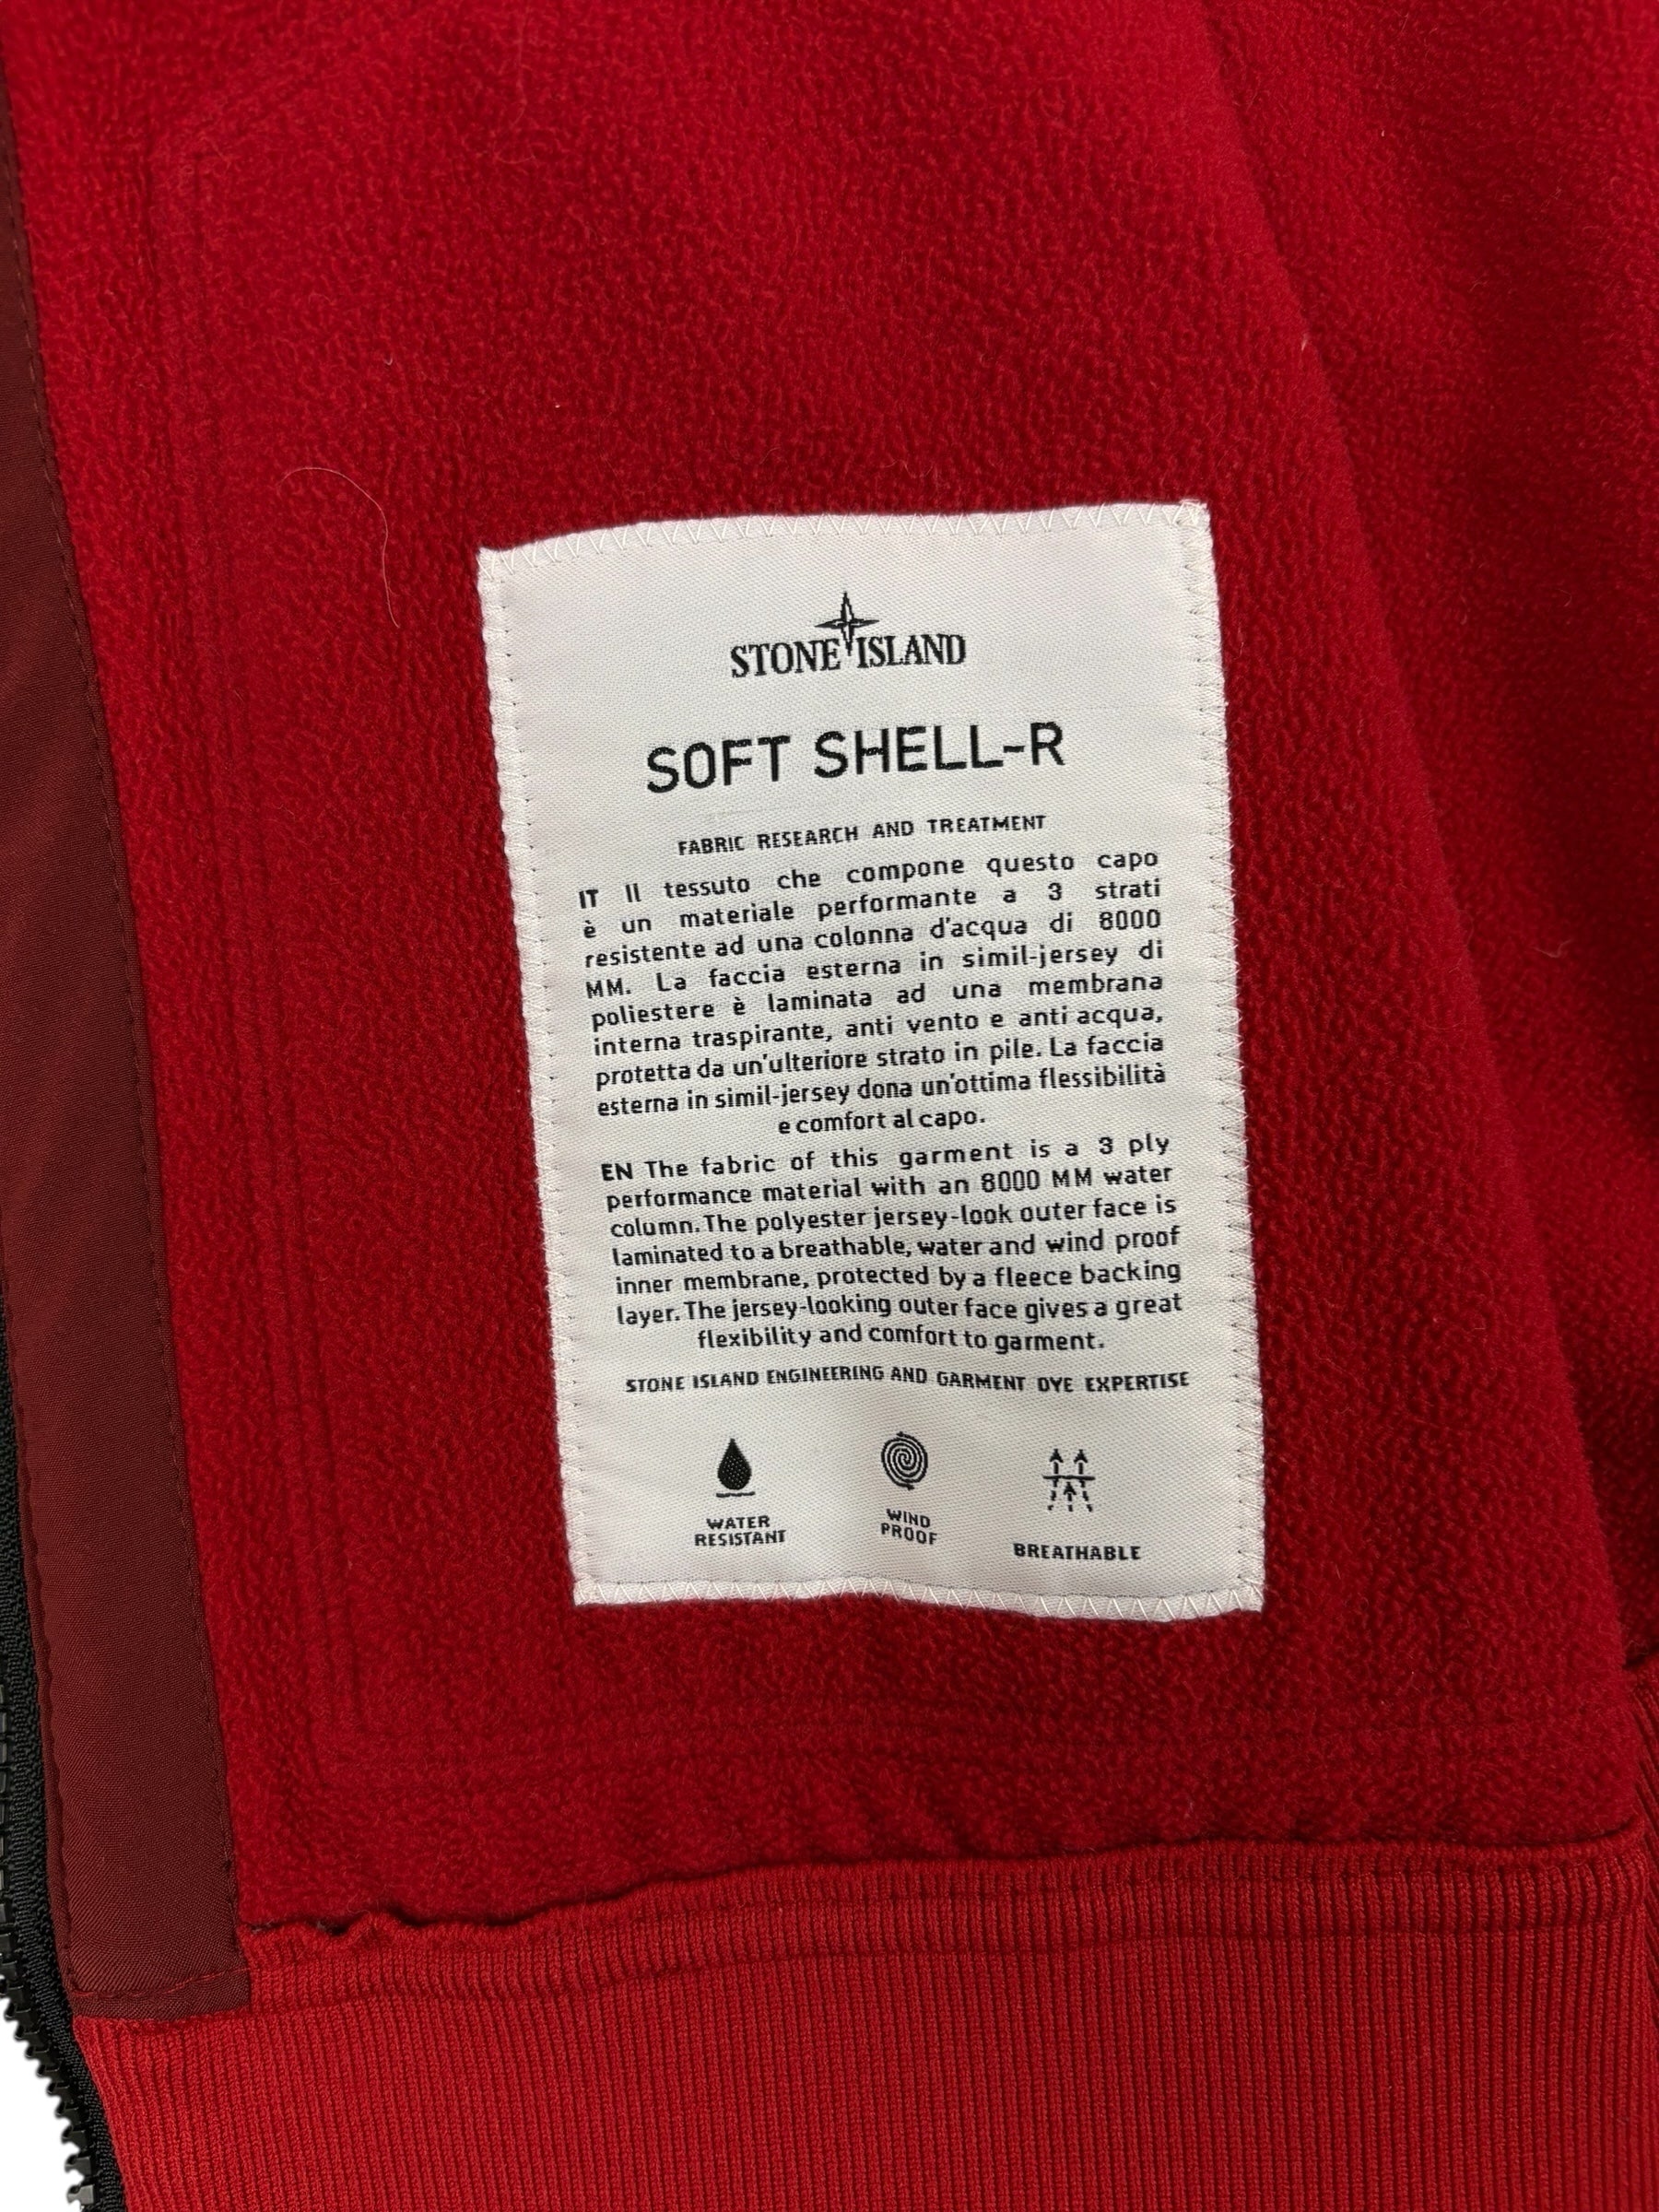 STONE ISLAND
SOFT SHELL-R
FABRIC RESEARCH AND TREATMENT
IT Il tessuto che compone questo capo
è un materiale performante a 3 strati
resistente ad una colonna d'acqua di 8000
MM. La faccia esterna in simil-jersey di
poliestere è laminata ad una membrana
interna traspirante, anti vento e anti acqua,
protetta da un'ulteriore strato in pile. La faccia
esterna in simil-jersey dona un'ottima flessibilità
e comfort al capo.
EN The fabric of this garment is a 3 ply
performance material with an 8000 MM water
column. The polyester jersey-look outer face is
laminated to a breathable, water and wind proof
inner membrane, protected by a fleece backing
layer. The jersey-looking outer face gives a great
flexibility and comfort to garment.
STONE ISLAND ENGINEERING AND GARMENT DYE EXPERTISE
WATER
RESISTANT
WIND
PROOF
BREATHABLE